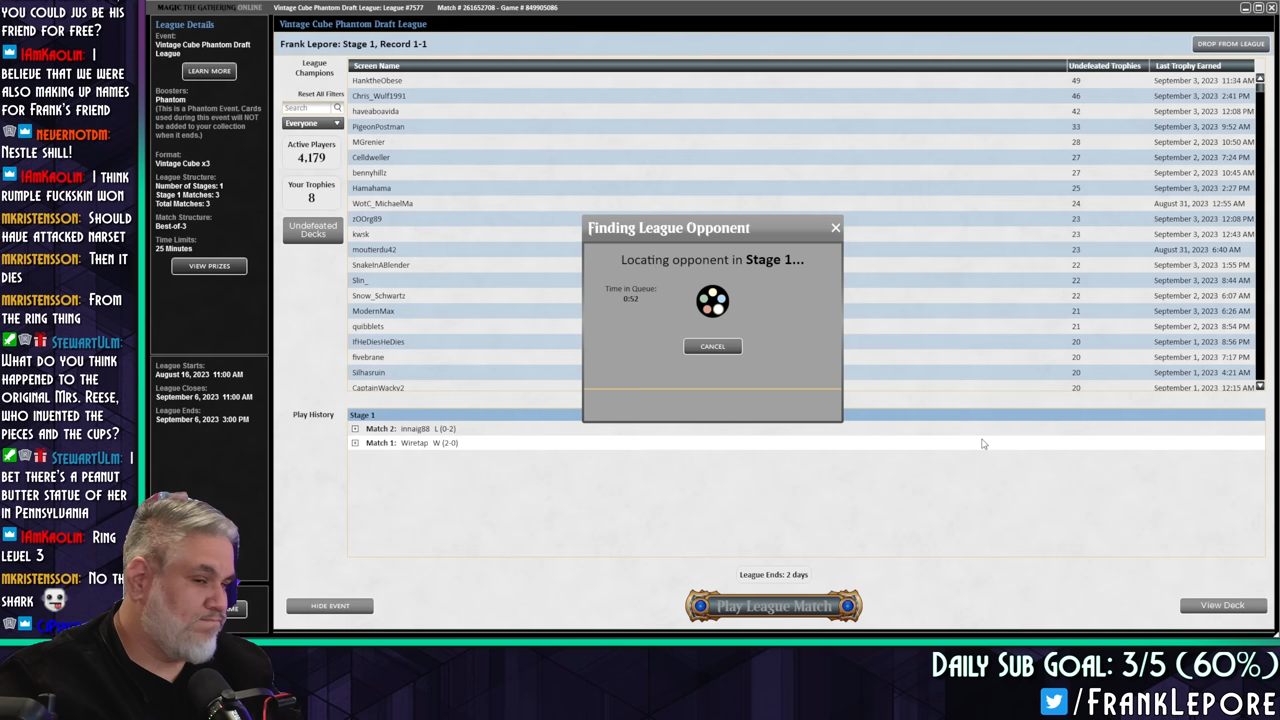 YOU COULD JUS BE HIS
FRIEND FOR FREE?
IAMKAOLIN: I
BELIEVE THAT WE WERE
ALSO MAKING UP NAMES
FOR FRANK'S FRIEND
NEVERNOTDM:
NESTLE SHILL!
IAMKAOLIN: I THINK
RUMPLE FUCKSKIN WON
MKRISTENSSON: SHOULD
HAVE ATTACKED NARSET
MKRISTENSSON: THEN IT
DIES
MKRISTENSSON: FROM
THE RING THING
STEWARTULM:
WHAT DO YOU THINK
HAPPENED TO THE
ORIGINAL MRS. REESE,
WHO INVENTED THE
PIECES AND THE CUPS?
STEWARTULM: I
BET THERE'S A PEANUT
BUTTER STATUE OF HER
IN PENNSYLVANIA
IAMKAOLIN: RING
LEVEL 3
MKRISTENSSON: NO TH
SHARK
MAGIC THE GATHERING ONLINE
Vintage Cube Phantom Draft League: League #7577 Match # 261652708 - Game # 849905086
League Details
Event:
Vintage Cube Phantom Draft
League
LEARN MORE
Boosters:
Phantom
(This is a Phantom Event. Cards
used during this event will NOT
be added to your collection
when it ends.)
Format:
Vintage Cube x3
League Structure:
Number of Stages: 1
Stage 1 Matches: 3
Total Matches: 3
Match Structure:
Best-of-3
Time Limits:
25 Minutes
VIEW PRIZES
League Starts:
August 16, 2023 11:00 AM
League Closes:
September 6, 2023 11:00 AM
League Ends:
September 6, 2023 3:00 PM
Vintage Cube Phantom Draft League
Frank Lepore: Stage 1, Record 1-1
DROP FROM LEAGUE
League
Champions
Reset All Filters
Search
Everyone
Active Players
4,179
Your Trophies
8
Undefeated
Decks
Screen Name Undefeated Trophies Last Trophy Earned
HanktheObese 49 September 3, 2023 11:34 AM
Chris_Wulf1991 46 September 3, 2023 2:41 PM
haveaboavida 42 September 3, 2023 12:08 PM
PigeonPostman 33 September 3, 2023 9:52 AM
MGrenier 28 September 2, 2023 10:50 AM
Celldweller 27 September 2, 2023 7:24 PM
bennyhillz 27 September 2, 2023 10:45 AM
Hamahama 25 September 3, 2023 2:27 PM
WotC_MichaelMa 24 August 31, 2023 12:55 AM
zOOrg89 23 September 3, 2023 12:08 PM
kwsk 23 September 3, 2023 12:43 AM
moutierdu42 23 August 31, 2023 6:40 AM
SnakeInABlender 22 September 3, 2023 1:55 PM
Slin_ 22 September 3, 2023 8:44 AM
Snow_Schwartz 22 September 2, 2023 6:07 AM
ModernMax 21 September 3, 2023 6:26 AM
quibblets 21 September 2, 2023 8:54 PM
IfHeDiesHeDies 20 September 1, 2023 8:56 PM
fivebrane 20 September 1, 2023 7:17 PM
Silhasruin 20 September 1, 2023 4:21 AM
CaptainWacky2 20 September 1, 2023 12:15 AM
Finding League Opponent
Locating opponent in Stage 1...
Time in Queue:
0:52
CANCEL
Play History
Stage 1
Match 2: innaig88 L (0-2)
Match 1: Wiretap W (2-0)
League Ends: 2 days
HIDE EVENT
Play League Match
View Deck
DAILY SUB GOAL: 3/5 (60%)
/FRANKLEPORE